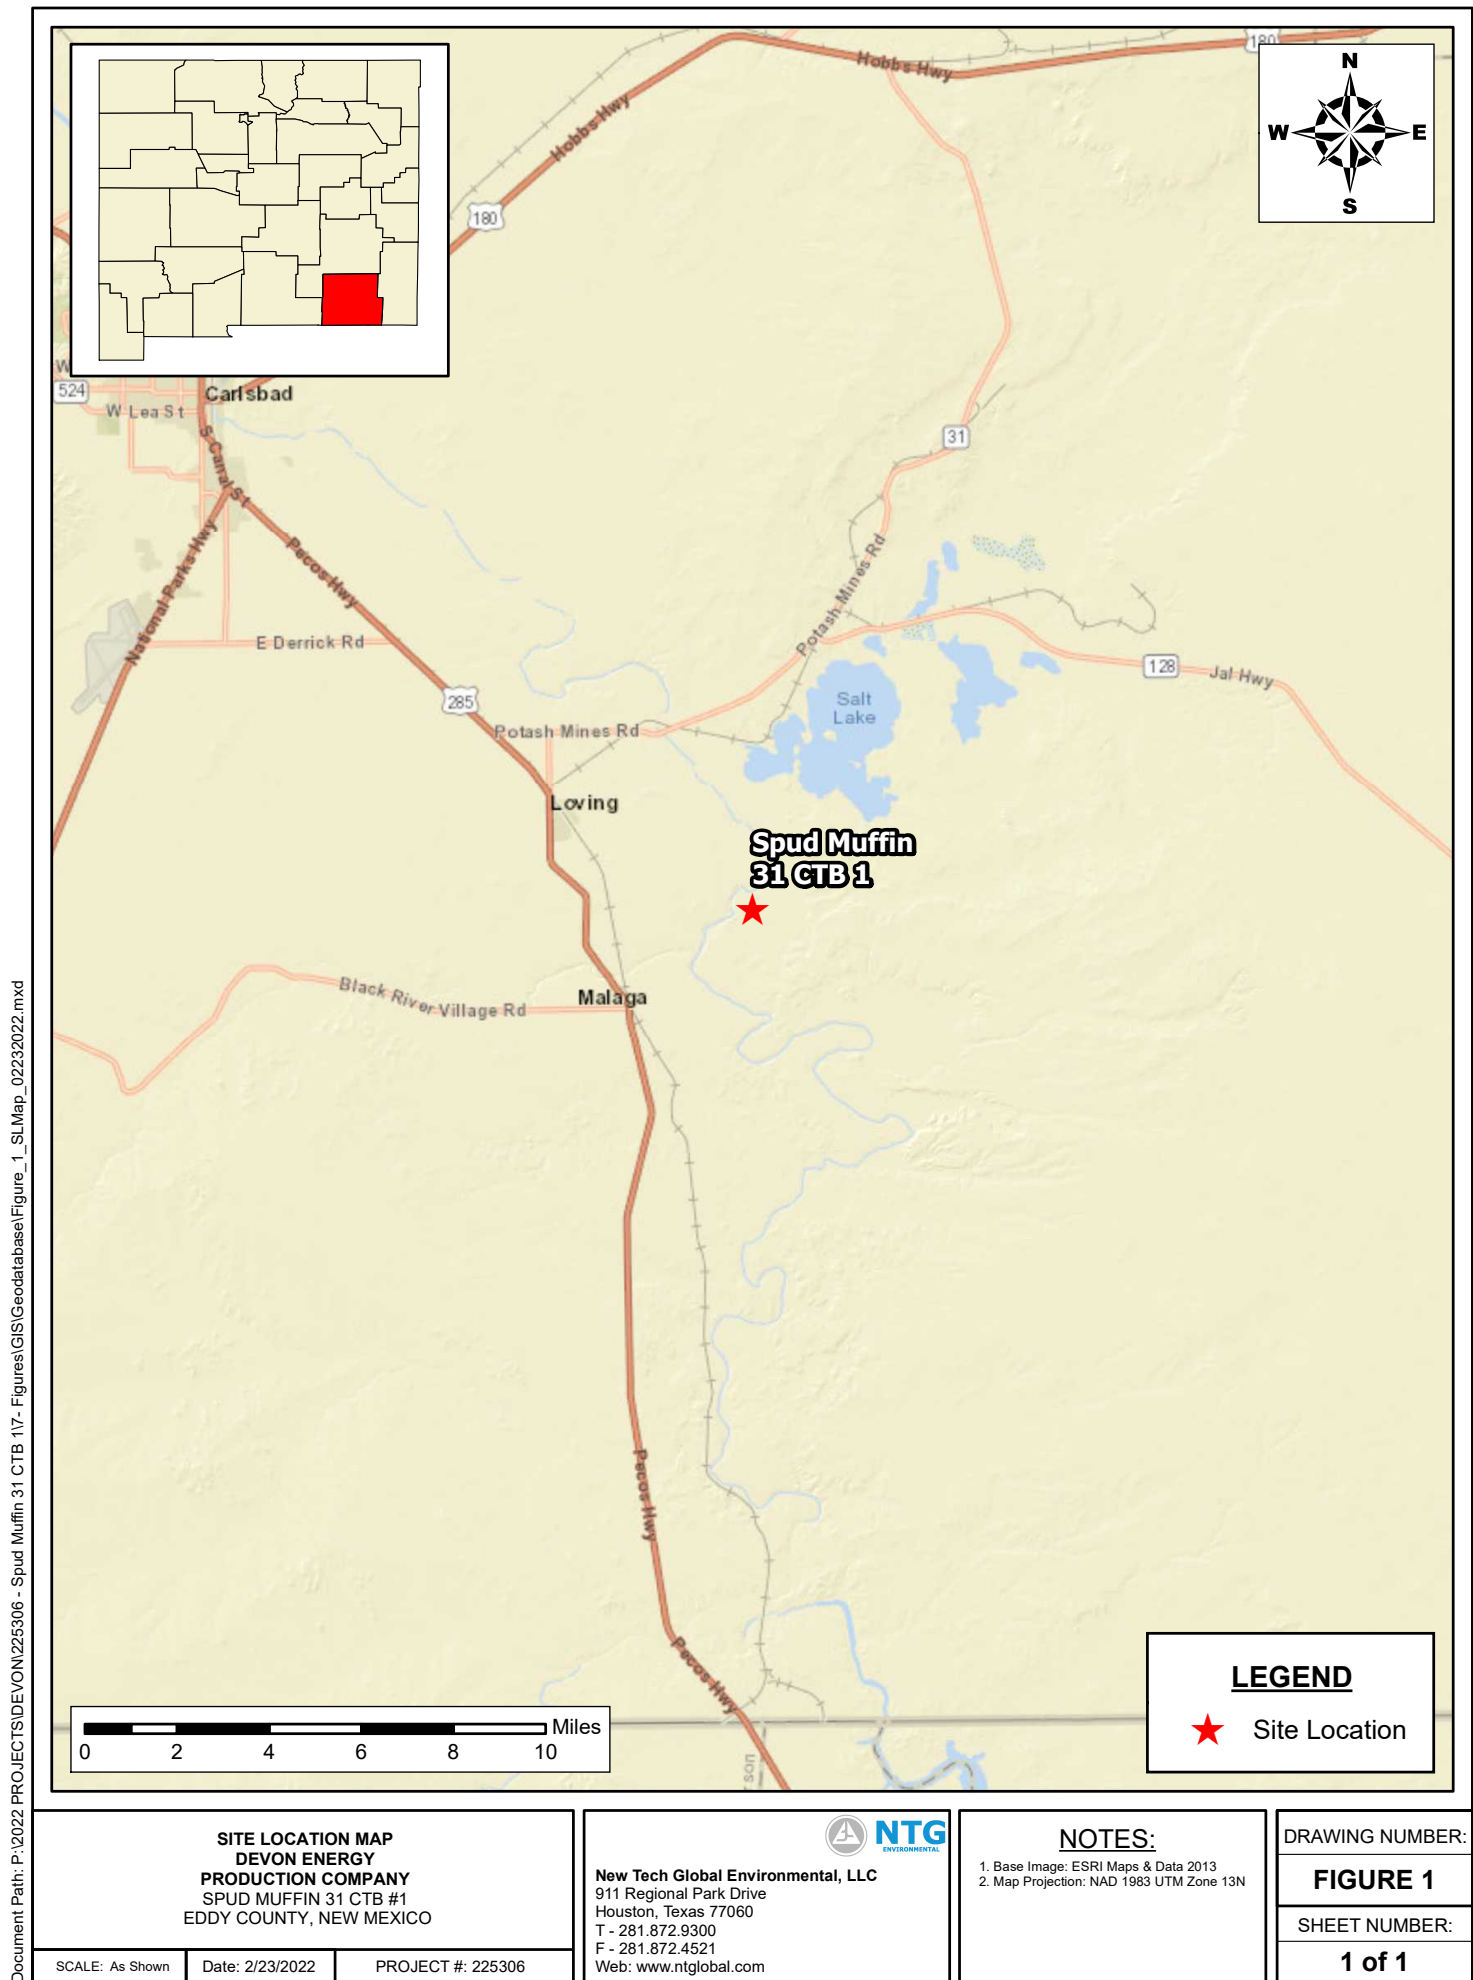 Hobbs Hwy
180
N
W
E
S
Hobbs Hwy
180
W
524
Carlsbad
W Lea St
S Canal St
31
National Parks Hwy
Pecos Hwy
E Derrick Rd
Potash Mines Rd
128
Jal Hwy
285
Salt
Lake
Potash Mines Rd
Loving
Spud Muffin
31 CTB 1
Black River Village Rd
Malaga
Pecos Hwy
Pecos Hwy
son
Miles
0 2 4 6 8 10
LEGEND
Site Location
Document Path: P:\2022 PROJECTS\DEVON\225306 - Spud Muffin 31 CTB 1\7- Figures\GIS\Geodatabase\Figure_1_SLMap_02232022.mxd
SITE LOCATION MAP
DEVON ENERGY
PRODUCTION COMPANY
SPUD MUFFIN 31 CTB #1
EDDY COUNTY, NEW MEXICO
SCALE: As Shown
Date: 2/23/2022
PROJECT #: 225306
NTG
ENVIRONMENTAL
New Tech Global Environmental, LLC
911 Regional Park Drive
Houston, Texas 77060
T - 281.872.9300
F - 281.872.4521
Web: www.ntglobal.com
NOTES:
1. Base Image: ESRI Maps & Data 2013
2. Map Projection: NAD 1983 UTM Zone 13N
DRAWING NUMBER:
FIGURE 1
SHEET NUMBER:
1 of 1